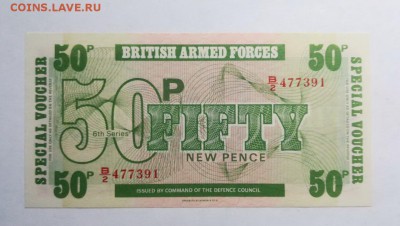 COINS.ЛАVE.RU
50P
BRITISH ARMED FORCES
50P
SPECIAL VOUCHER
50P
FIFTY
6th Series
NEW PENCE
B/2 477391
B/2 477391
SPECIAL VOUCHER
50P
ISSUED BY COMMAND OF THE DEFENCE COUNCIL
50P